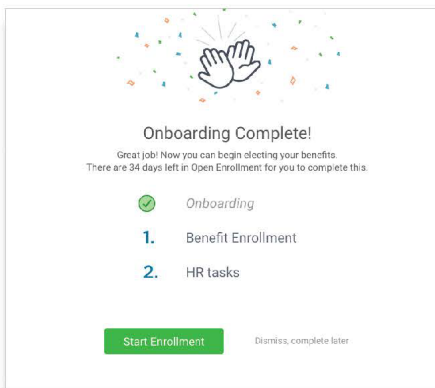 Onboarding Complete!
Great job! Now you can begin electing your benefits.
There are 34 days left in Open Enrollment for you to complete this.
Onboarding
1. Benefit Enrollment
2. HR tasks
Start Enrollment Dismiss, complete later